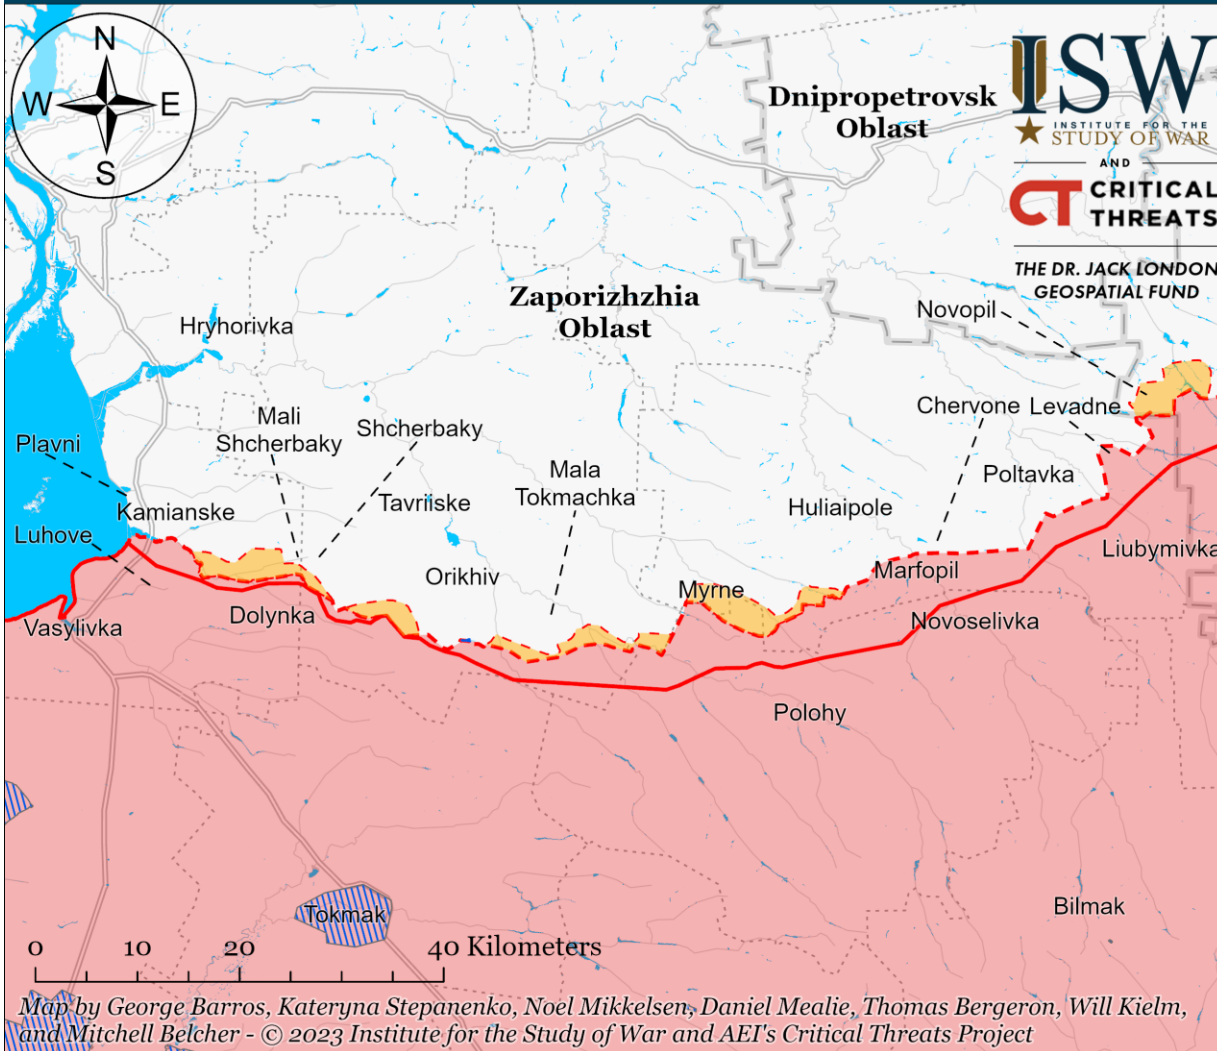 N
W
E
S
ISW
INSTITUTE FOR THE
STUDY OF WAR
AND
CT CRITICAL
THREATS
THE DR. JACK LONDON
GEOSPATIAL FUND
Dnipropetrovsk
Oblast
Zaporizhzhia
Oblast
Novopil
Hryhorivka
Mali
Shcherbaky
Shcherbaky
Chervone
Levadne
Plavni
Mala
Tokmachka
Poltavka
Kamianske
Tavriiske
Huliaipole
Luhove
Liubymivka
Orikhiv
Marfopil
Myrne
Dolynka
Novoselivka
Vasylivka
Polohy
Tokmak
Bilmak
0 10 20 40 Kilometers
Map by George Barros, Kateryna Stepanenko, Noel Mikkelsen, Daniel Mealie, Thomas Bergeron, Will Kielm,
and Mitchell Belcher - © 2023 Institute for the Study of War and AEI's Critical Threats Project